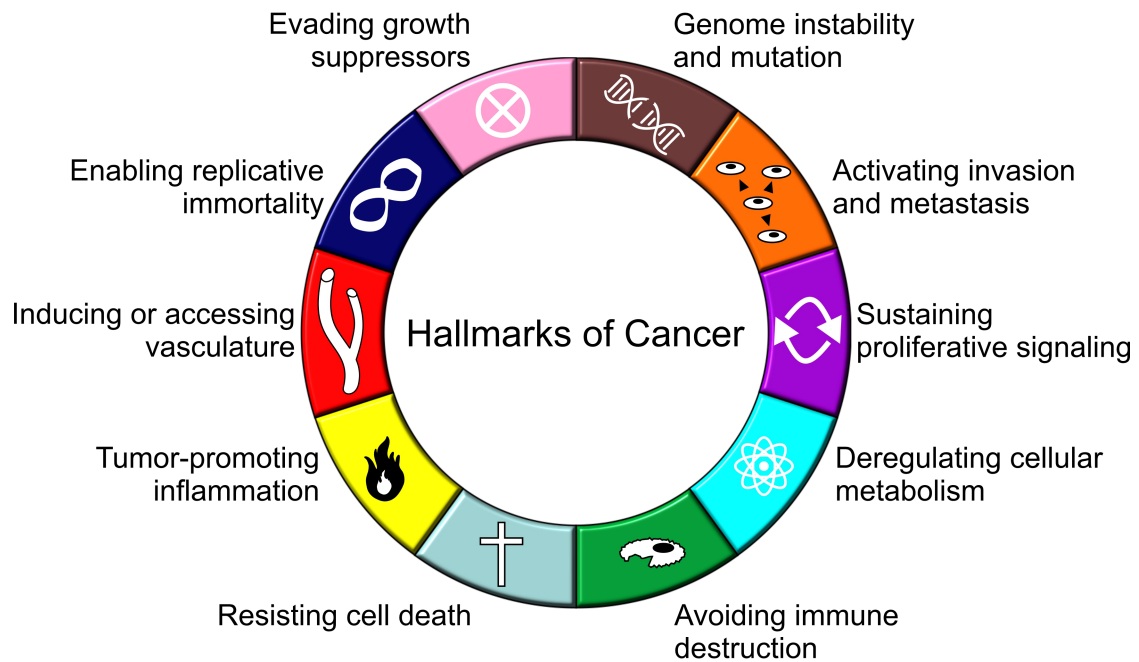 Evading growth
suppressors
Genome instability
and mutation
Enabling replicative
immortality
Activating invasion
and metastasis
Inducing or accessing
vasculature
Hallmarks of Cancer
Sustaining
proliferative signaling
Tumor-promoting
inflammation
Deregulating cellular
metabolism
Resisting cell death
Avoiding immune
destruction